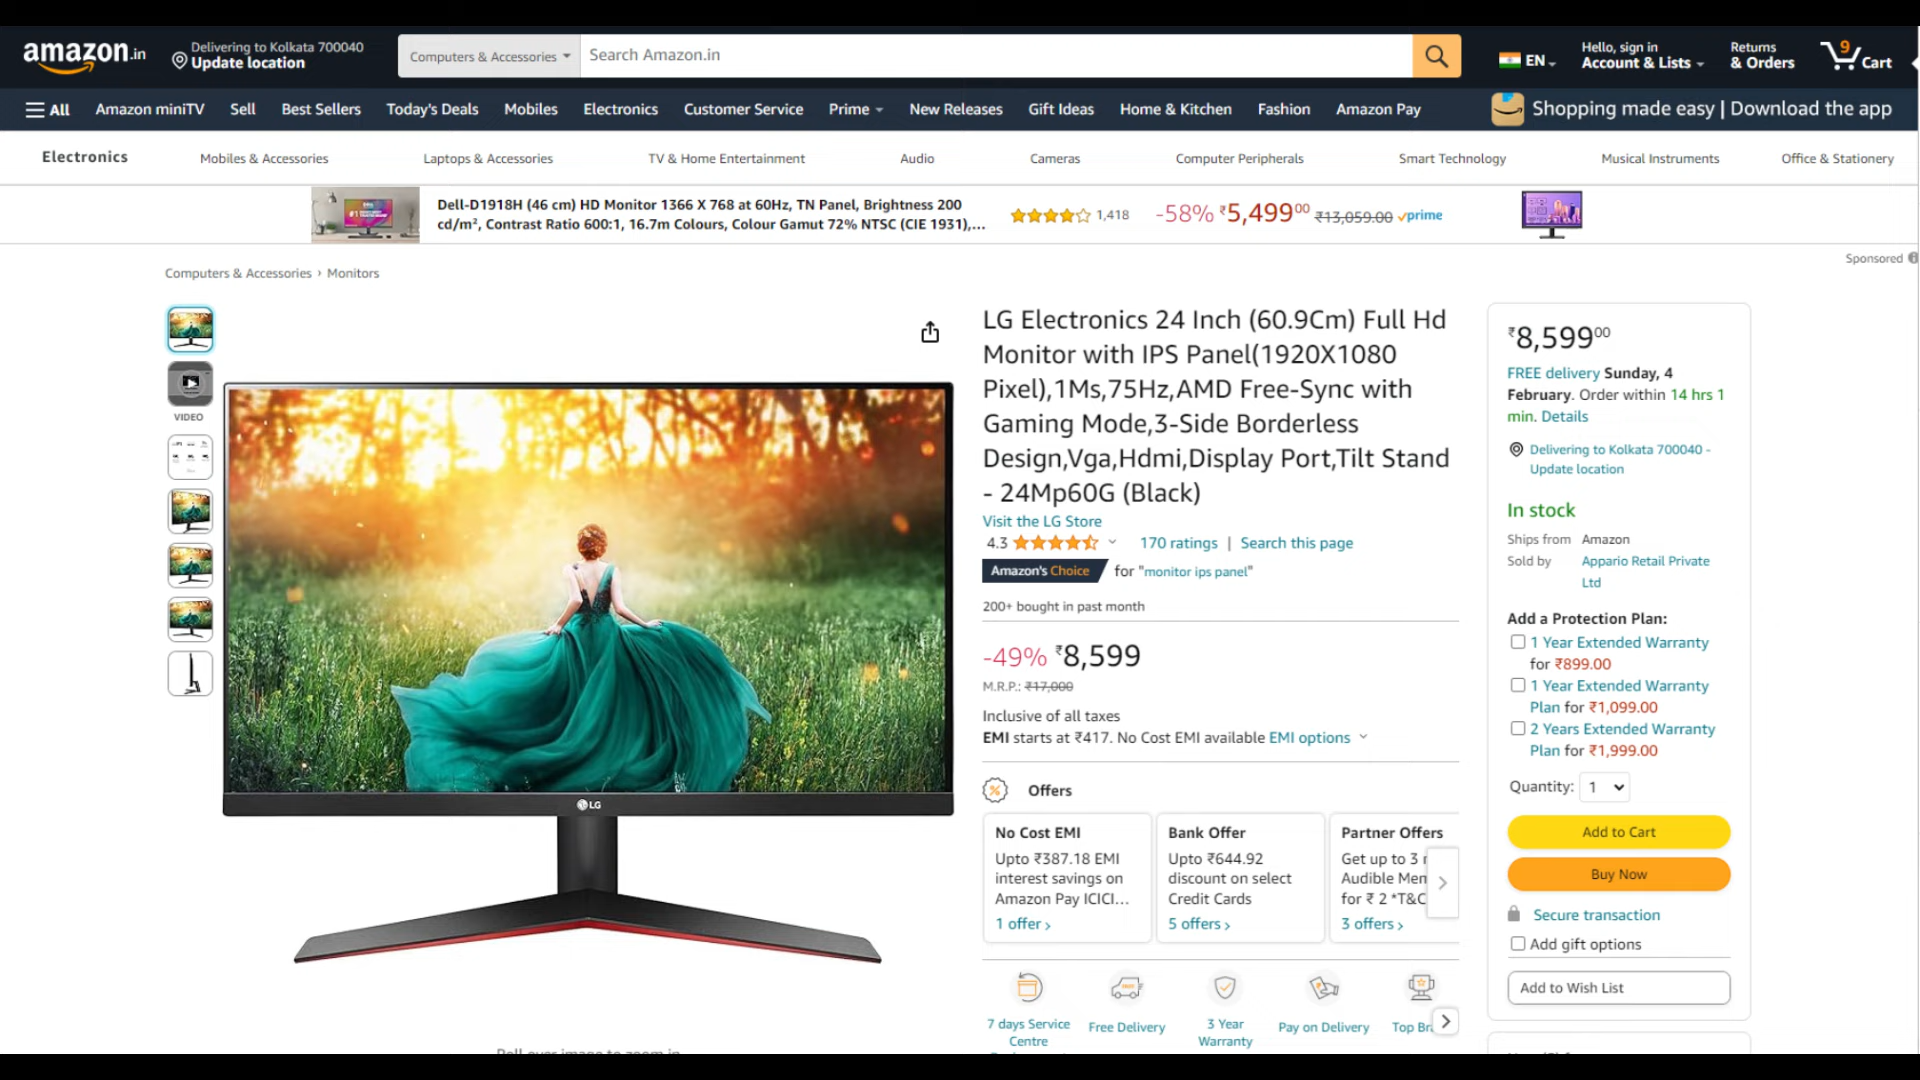 amazon.in
Delivering to Kolkata 700040
Update location
Computers & Accessories
Search Amazon.in
EN
Hello, sign in
Account & Lists
Returns
& Orders
9
Cart
All
Amazon miniTV
Sell
Best Sellers
Today's Deals
Mobiles
Electronics
Customer Service
Prime
New Releases
Gift Ideas
Home & Kitchen
Fashion
Amazon Pay
Shopping made easy | Download the app
Electronics
Mobiles & Accessories
Laptops & Accessories
TV & Home Entertainment
Audio
Cameras
Computer Peripherals
Smart Technology
Musical Instruments
Office & Stationery
Dell-D1918H (46 cm) HD Monitor 1366 X 768 at 60Hz, TN Panel, Brightness 200
cd/m², Contrast Ratio 600:1, 16.7m Colours, Colour Gamut 72% NTSC (CIE 1931),...
1,418
-58% ₹5,499⁰⁰ ₹13,059.00 prime
Sponsored
Computers & Accessories › Monitors
VIDEO
LG
LG Electronics 24 Inch (60.9Cm) Full Hd
Monitor with IPS Panel(1920X1080
Pixel),1Ms,75Hz,AMD Free-Sync with
Gaming Mode,3-Side Borderless
Design,Vga,Hdmi,Display Port,Tilt Stand
- 24Mp60G (Black)
Visit the LG Store
4.3
170 ratings | Search this page
Amazon's Choice for "monitor ips panel"
200+ bought in past month
-49% ₹8,599
M.R.P.: ₹17,000
Inclusive of all taxes
EMI starts at ₹417. No Cost EMI available EMI options
Offers
No Cost EMI
Upto ₹387.18 EMI
interest savings on
Amazon Pay ICICI…
1 offer ›
Bank Offer
Upto ₹644.92
discount on select
Credit Cards
5 offers ›
Partner Offers
Get up to 3
Audible
for ₹ 2 *T&C
3 offers ›
7 days Service
Centre
Free Delivery
3 Year
Warranty
Pay on Delivery
Top
₹8,599⁰⁰
FREE delivery Sunday, 4
February. Order within 14 hrs 1
min. Details
Delivering to Kolkata 700040 -
Update location
In stock
Ships from Amazon
Sold by Appario Retail Private
Ltd
Add a Protection Plan:
1 Year Extended Warranty
for ₹899.00
1 Year Extended Warranty
Plan for ₹1,099.00
2 Years Extended Warranty
Plan for ₹1,999.00
Quantity: 1
Add to Cart
Buy Now
Secure transaction
Add gift options
Add to Wish List